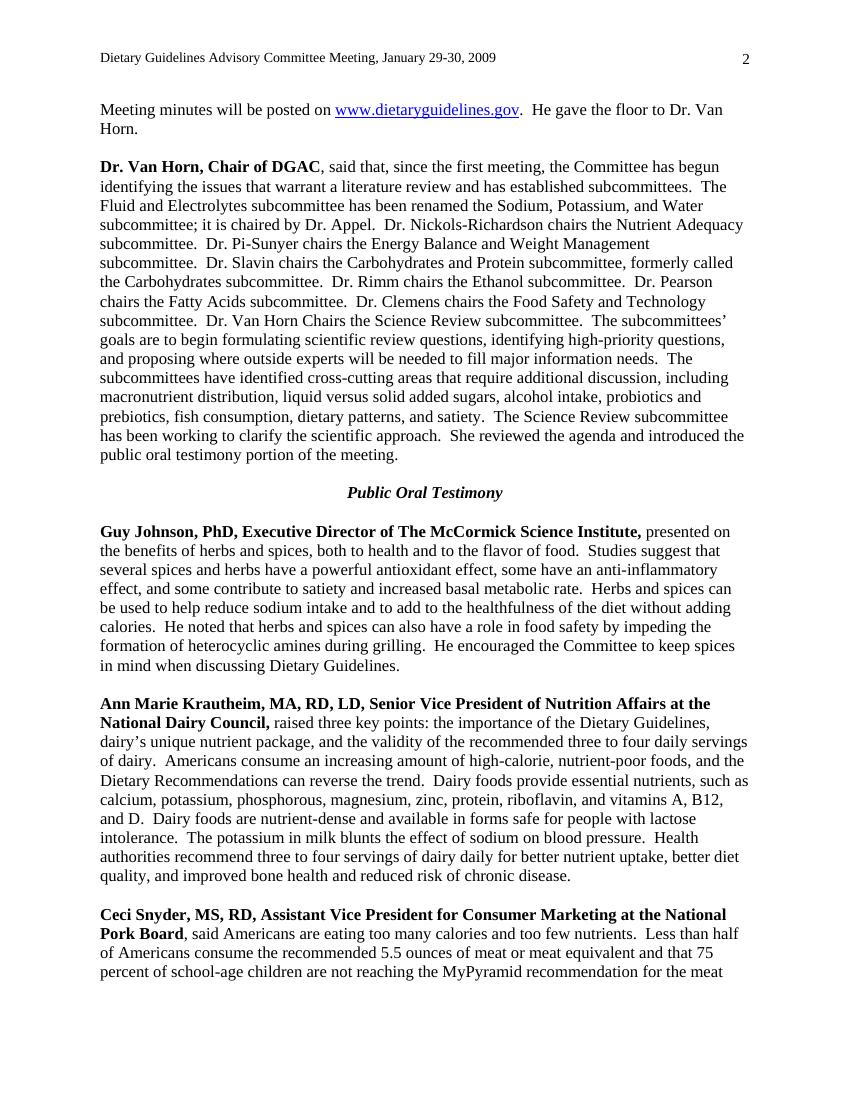 Dietary Guidelines Advisory Committee Meeting, January 29-30, 2009 2
Meeting minutes will be posted on www.dietaryguidelines.gov.  He gave the floor to Dr. Van
Horn.
Dr. Van Horn, Chair of DGAC, said that, since the first meeting, the Committee has begun
identifying the issues that warrant a literature review and has established subcommittees.  The
Fluid and Electrolytes subcommittee has been renamed the Sodium, Potassium, and Water
subcommittee; it is chaired by Dr. Appel.  Dr. Nickols-Richardson chairs the Nutrient Adequacy
subcommittee.  Dr. Pi-Sunyer chairs the Energy Balance and Weight Management
subcommittee.  Dr. Slavin chairs the Carbohydrates and Protein subcommittee, formerly called
the Carbohydrates subcommittee.  Dr. Rimm chairs the Ethanol subcommittee.  Dr. Pearson
chairs the Fatty Acids subcommittee.  Dr. Clemens chairs the Food Safety and Technology
subcommittee.  Dr. Van Horn Chairs the Science Review subcommittee.  The subcommittees’
goals are to begin formulating scientific review questions, identifying high-priority questions,
and proposing where outside experts will be needed to fill major information needs.  The
subcommittees have identified cross-cutting areas that require additional discussion, including
macronutrient distribution, liquid versus solid added sugars, alcohol intake, probiotics and
prebiotics, fish consumption, dietary patterns, and satiety.  The Science Review subcommittee
has been working to clarify the scientific approach.  She reviewed the agenda and introduced the
public oral testimony portion of the meeting.
Public Oral Testimony
Guy Johnson, PhD, Executive Director of The McCormick Science Institute, presented on
the benefits of herbs and spices, both to health and to the flavor of food.  Studies suggest that
several spices and herbs have a powerful antioxidant effect, some have an anti-inflammatory
effect, and some contribute to satiety and increased basal metabolic rate.  Herbs and spices can
be used to help reduce sodium intake and to add to the healthfulness of the diet without adding
calories.  He noted that herbs and spices can also have a role in food safety by impeding the
formation of heterocyclic amines during grilling.  He encouraged the Committee to keep spices
in mind when discussing Dietary Guidelines.
Ann Marie Krautheim, MA, RD, LD, Senior Vice President of Nutrition Affairs at the
National Dairy Council, raised three key points: the importance of the Dietary Guidelines,
dairy’s unique nutrient package, and the validity of the recommended three to four daily servings
of dairy.  Americans consume an increasing amount of high-calorie, nutrient-poor foods, and the
Dietary Recommendations can reverse the trend.  Dairy foods provide essential nutrients, such as
calcium, potassium, phosphorous, magnesium, zinc, protein, riboflavin, and vitamins A, B12,
and D.  Dairy foods are nutrient-dense and available in forms safe for people with lactose
intolerance.  The potassium in milk blunts the effect of sodium on blood pressure.  Health
authorities recommend three to four servings of dairy daily for better nutrient uptake, better diet
quality, and improved bone health and reduced risk of chronic disease.
Ceci Snyder, MS, RD, Assistant Vice President for Consumer Marketing at the National
Pork Board, said Americans are eating too many calories and too few nutrients.  Less than half
of Americans consume the recommended 5.5 ounces of meat or meat equivalent and that 75
percent of school-age children are not reaching the MyPyramid recommendation for the meat